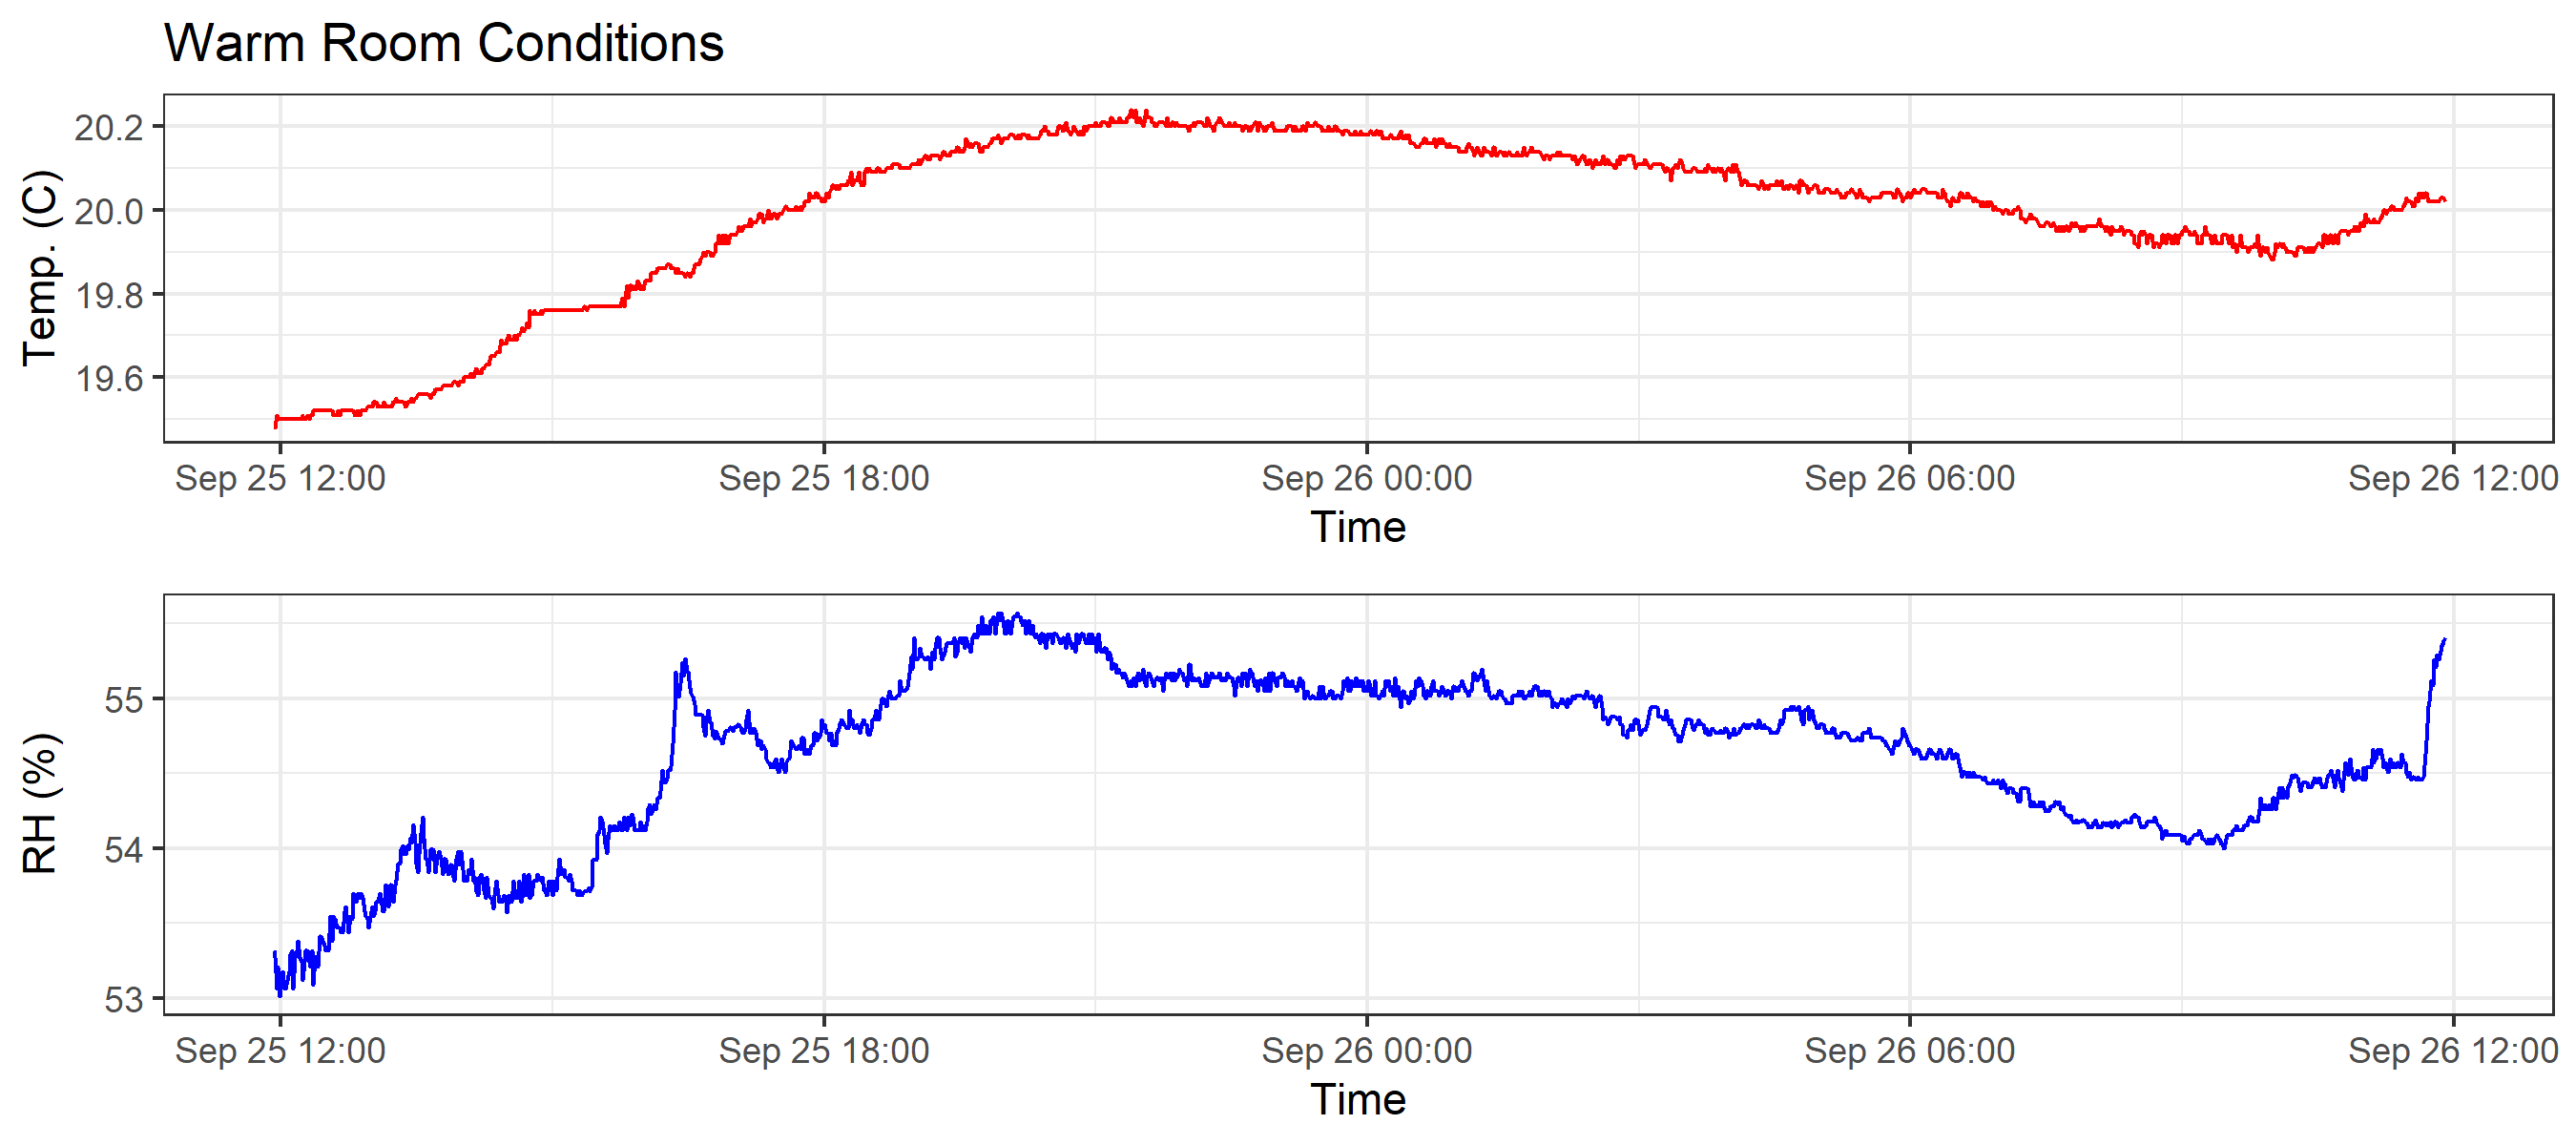 Warm Room Conditions
Temp. (C)
20.2
20.0
19.8
19.6
Sep 25 12:00 Sep 25 18:00 Sep 26 00:00 Sep 26 06:00 Sep 26 12:00
Time
RH (%)
55
54
53
Sep 25 12:00 Sep 25 18:00 Sep 26 00:00 Sep 26 06:00 Sep 26 12:00
Time